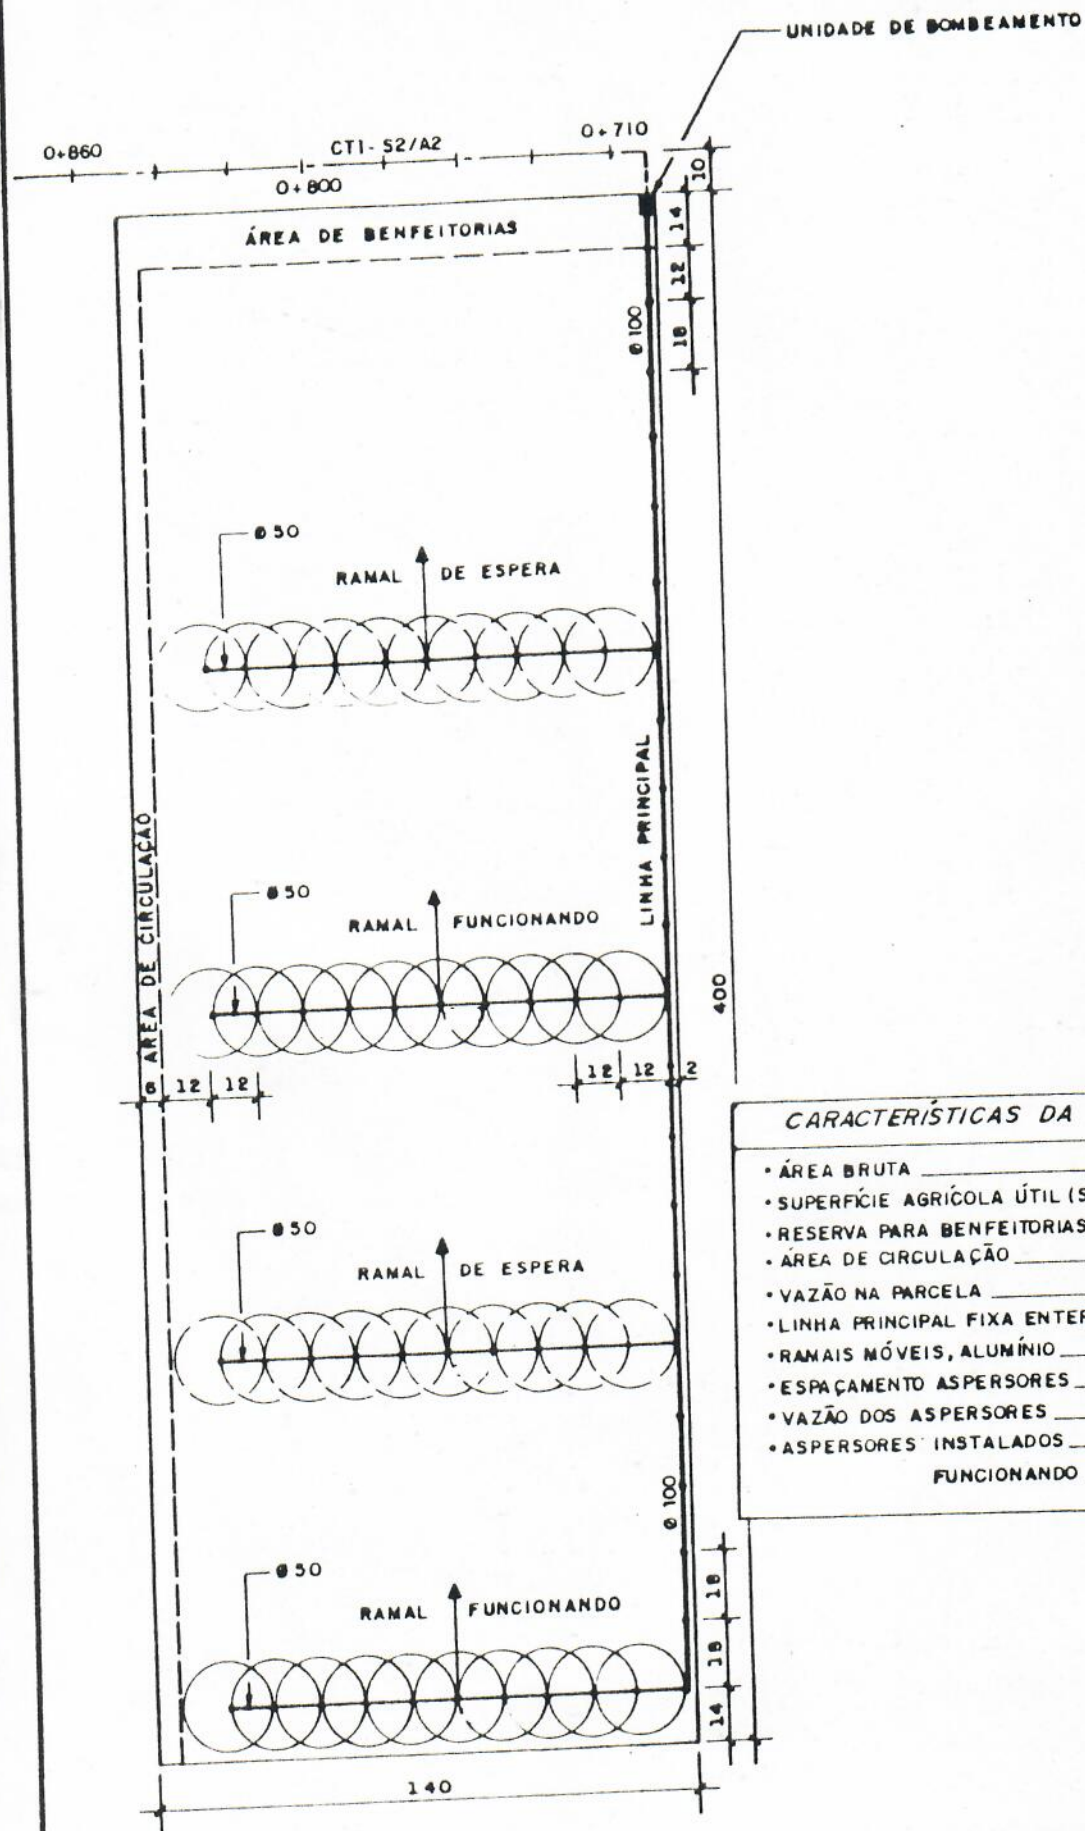 UNIDADE DE BOMBEAMENTO
0+860
CT1- S2/A2
0+710
0+800
10
ÁREA DE BENFEITORIAS
14
12
18
Ø 100
Ø 50
RAMAL DE ESPERA
LINHA PRINCIPAL
ÁREA DE CIRCULAÇÃO
Ø 50
RAMAL FUNCIONANDO
400
6 12 12
12 12 2
CARACTERÍSTICAS DA
• ÁREA BRUTA
• SUPERFÍCIE AGRÍCOLA ÚTIL (S
• RESERVA PARA BENFEITORIAS
• ÁREA DE CIRCULAÇÃO
• VAZÃO NA PARCELA
• LINHA PRINCIPAL FIXA ENTER
• RAMAIS MÓVEIS, ALUMÍNIO
• ESPAÇAMENTO ASPERSORES
• VAZÃO DOS ASPERSORES
• ASPERSORES INSTALADOS
FUNCIONANDO
Ø 50
RAMAL DE ESPERA
Ø 100
Ø 50
RAMAL FUNCIONANDO
18
18
14
140